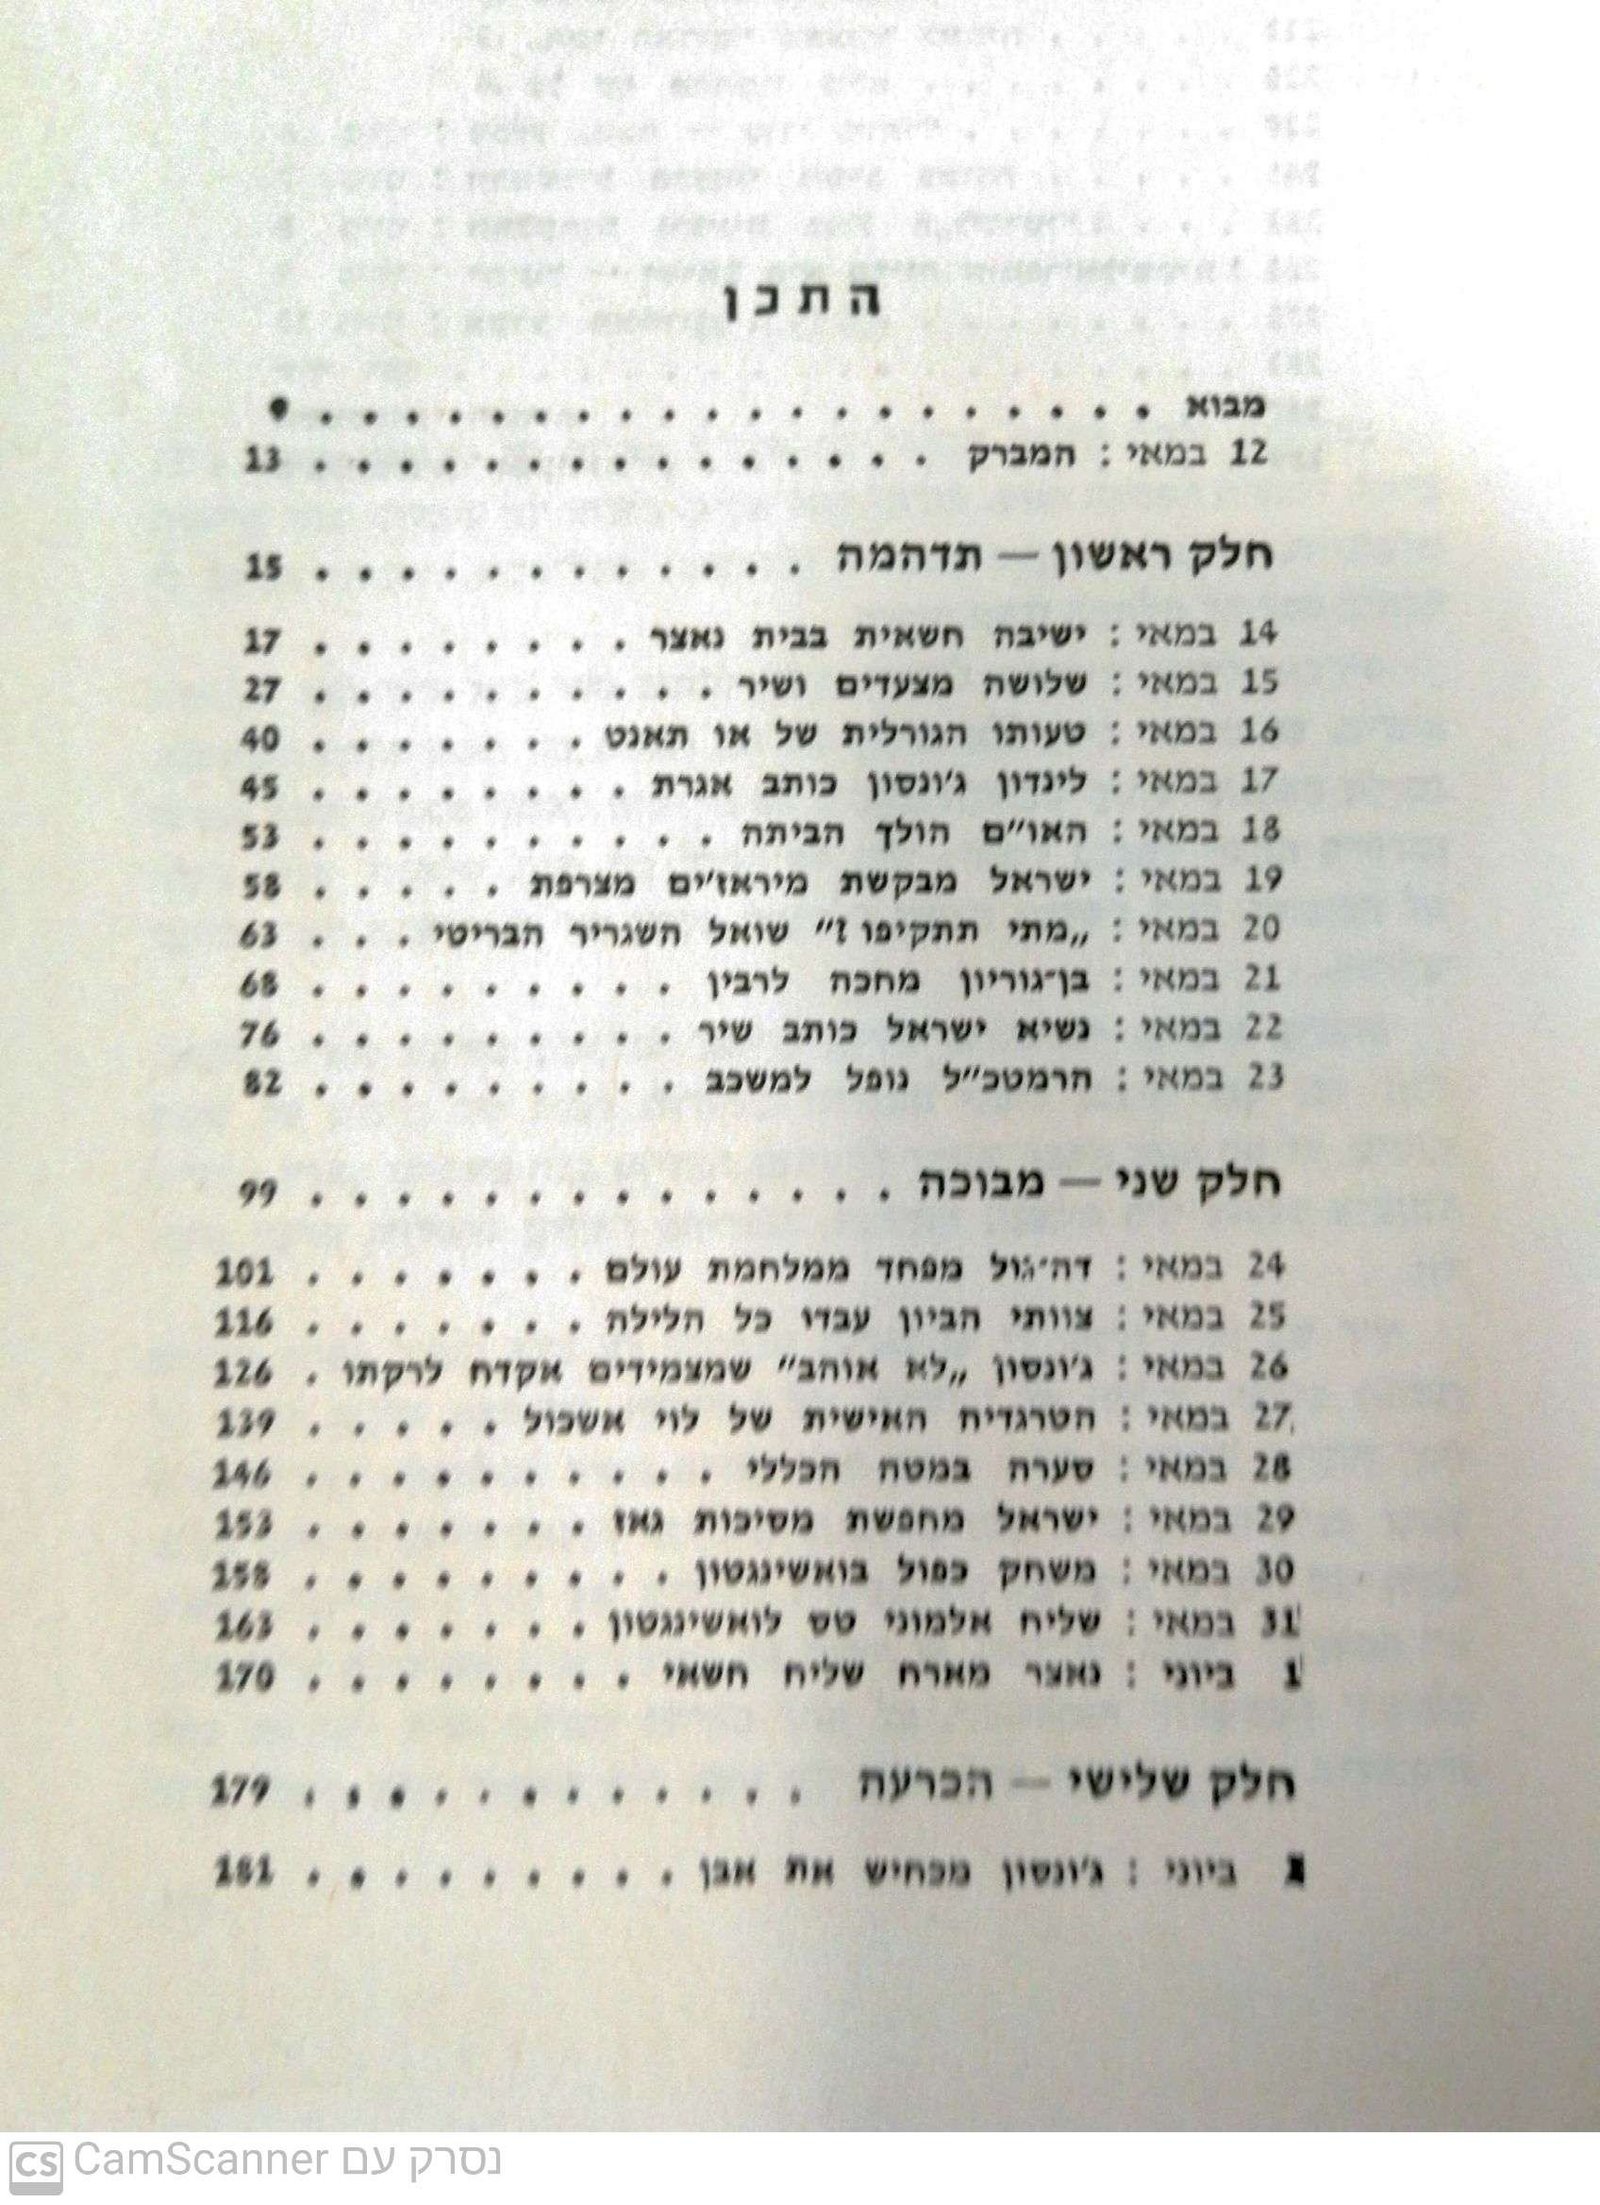 התכן
מבוא . . . . . . . . . . . . . . . . . . . .
12 במאי : המברק . . . . . . . . . . . . . . . 13
חלק ראשון — תדהמה . . . . . . . . . . . . 15
14 במאי : ישיבה חשאית בבית נאצר . . . . . . . . 17
15 במאי : שלושה מצעדים ושיר . . . . . . . . . . 27
16 במאי : טעותו הגורלית של או תאנט . . . . . . . 40
17 במאי : לינדון ג׳ונסון כותב אגרת . . . . . . . . 45
18 במאי : האו״ם הולך הביתה . . . . . . . . . . 53
19 במאי : ישראל מבקשת מיראז׳ים מצרפת . . . . . 58
20 במאי : „מתי תתקיפו ?״ שואל השגריר הבריטי . . . 63
21 במאי : בן־גוריון מחכה לרבין . . . . . . . . . 68
22 במאי : נשיא ישראל כותב שיר . . . . . . . . . 76
23 במאי : הרמטכ״ל נופל למשכב . . . . . . . . . 82
חלק שני — מבוכה . . . . . . . . . . . . . . 99
24 במאי : דה־גול מפחד ממלחמת עולם . . . . . . . 101
25 במאי : צוותי הביון עבדו כל הלילה . . . . . . . 116
26 במאי : ג׳ונסון „לא אוהב״ שמצמידים אקדח לרקתו . 126
27 במאי : הטרגדיה האישית של לוי אשכול . . . . . 139
28 במאי : סערה במטה הכללי . . . . . . . . . . 146
29 במאי : ישראל מחפשת מסיכות גאז . . . . . . . 153
30 במאי : משחק כפול בואשינגטון . . . . . . . . . 158
31 במאי : שליח אלמוני טס לואשינגטון . . . . . . . 163
1 ביוני : נאצר מארח שליח חשאי . . . . . . . . 170
חלק שלישי — הכרעה . . . . . . . . . . . . 179
2 ביוני : ג׳ונסון מכחיש את אבן . . . . . . . . . 181
CS CamScanner נסרק עם